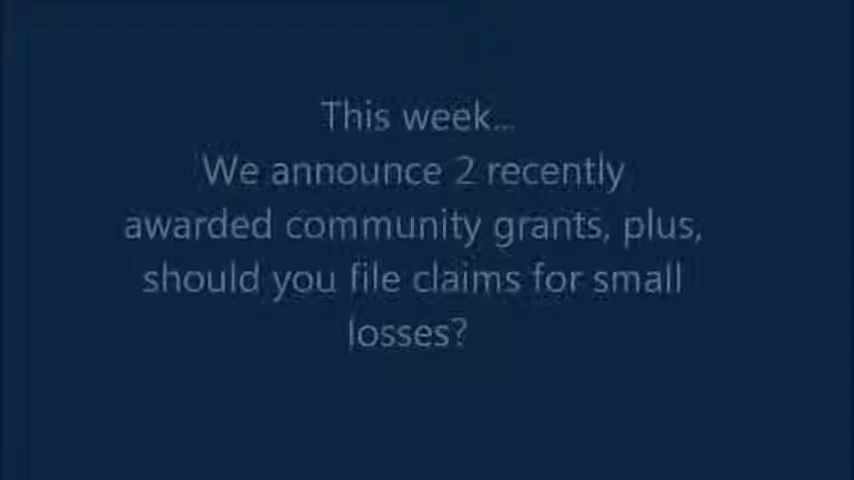 This week...
We announce 2 recently
awarded community grants, plus,
should you file claims for small
losses?